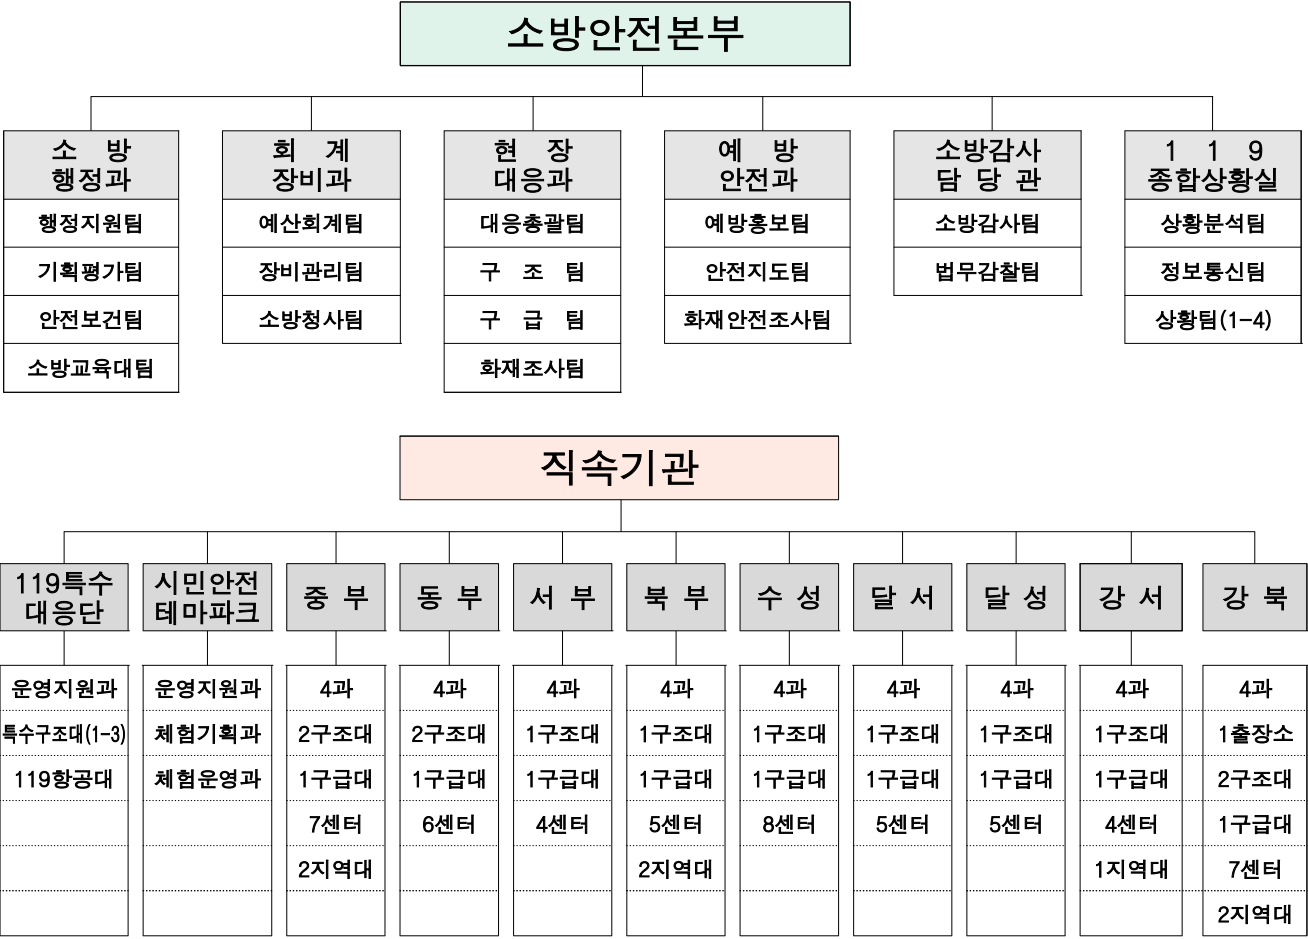 소방안전본부
소 방
행정과
행정지원팀
기획평가팀
안전보건팀
소방교육대팀
회 계
장비과
예산회계팀
장비관리팀
소방청사팀
현 장
대응과
대응총괄팀
구 조 팀
구 급 팀
화재조사팀
예 방
안전과
예방홍보팀
안전지도팀
화재안전조사팀
소방감사
담 당 관
소방감사팀
법무감찰팀
1 1 9
종합상황실
상황분석팀
정보통신팀
상황팀(1-4)
직속기관
119특수
대응단
운영지원과
특수구조대(1-3)
119항공대
시민안전
테마파크
운영지원과
체험기획과
체험운영과
중 부
4과
2구조대
1구급대
7센터
2지역대
동 부
4과
2구조대
1구급대
6센터
서 부
4과
1구조대
1구급대
4센터
북 부
4과
1구조대
1구급대
5센터
2지역대
수 성
4과
1구조대
1구급대
8센터
달 서
4과
1구조대
1구급대
5센터
달 성
4과
1구조대
1구급대
5센터
강 서
4과
1구조대
1구급대
4센터
1지역대
강 북
4과
1출장소
2구조대
1구급대
7센터
2지역대